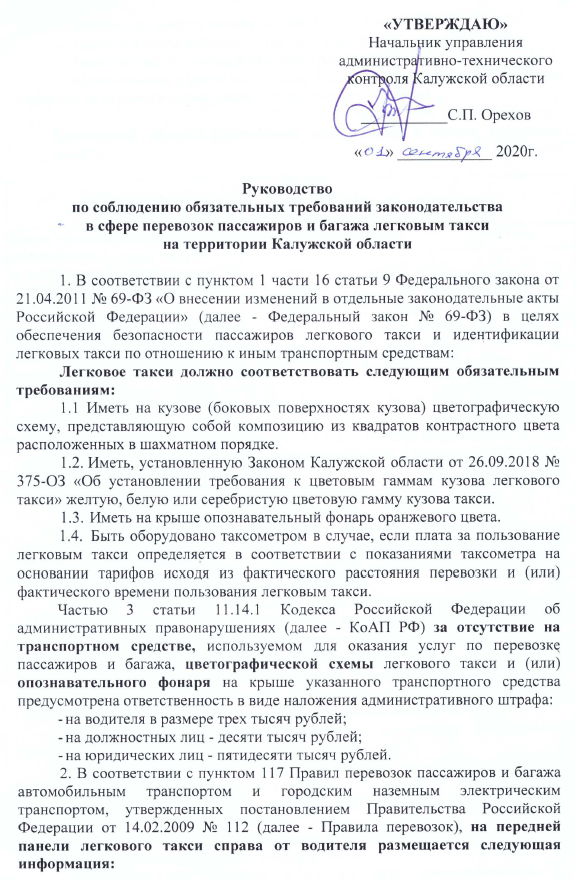 «УТВЕРЖДАЮ»
Начальник управления
административно-технического
контроля Калужской области
____________С.П. Орехов
«01» сентября 2020г.
Руководство
по соблюдению обязательных требований законодательства
в сфере перевозок пассажиров и багажа легковым такси
на территории Калужской области
1. В соответствии с пунктом 1 части 16 статьи 9 Федерального закона от
21.04.2011 № 69-ФЗ «О внесении изменений в отдельные законодательные акты
Российской Федерации» (далее - Федеральный закон № 69-ФЗ) в целях
обеспечения безопасности пассажиров легкового такси и идентификации
легковых такси по отношению к иным транспортным средствам:
Легковое такси должно соответствовать следующим обязательным
требованиям:
1.1 Иметь на кузове (боковых поверхностях кузова) цветографическую
схему, представляющую собой композицию из квадратов контрастного цвета
расположенных в шахматном порядке.
1.2. Иметь, установленную Законом Калужской области от 26.09.2018 №
375-ОЗ «Об установлении требования к цветовым гаммам кузова легкового
такси» желтую, белую или серебристую цветовую гамму кузова такси.
1.3. Иметь на крыше опознавательный фонарь оранжевого цвета.
1.4. Быть оборудовано таксометром в случае, если плата за пользование
легковым такси определяется в соответствии с показаниями таксометра на
основании тарифов исходя из фактического расстояния перевозки и (или)
фактического времени пользования легковым такси.
Частью 3 статьи 11.14.1 Кодекса Российской Федерации об
административных правонарушениях (далее - КоАП РФ) за отсутствие на
транспортном средстве, используемом для оказания услуг по перевозке
пассажиров и багажа, цветографической схемы легкового такси и (или)
опознавательного фонаря на крыше указанного транспортного средства
предусмотрена ответственность в виде наложения административного штрафа:
- на водителя в размере трех тысяч рублей;
- на должностных лиц - десяти тысяч рублей;
- на юридических лиц - пятидесяти тысяч рублей.
2. В соответствии с пунктом 117 Правил перевозок пассажиров и багажа
автомобильным транспортом и городским наземным электрическим
транспортом, утвержденных постановлением Правительства Российской
Федерации от 14.02.2009 № 112 (далее - Правила перевозок), на передней
панели легкового такси справа от водителя размещается следующая
информация: